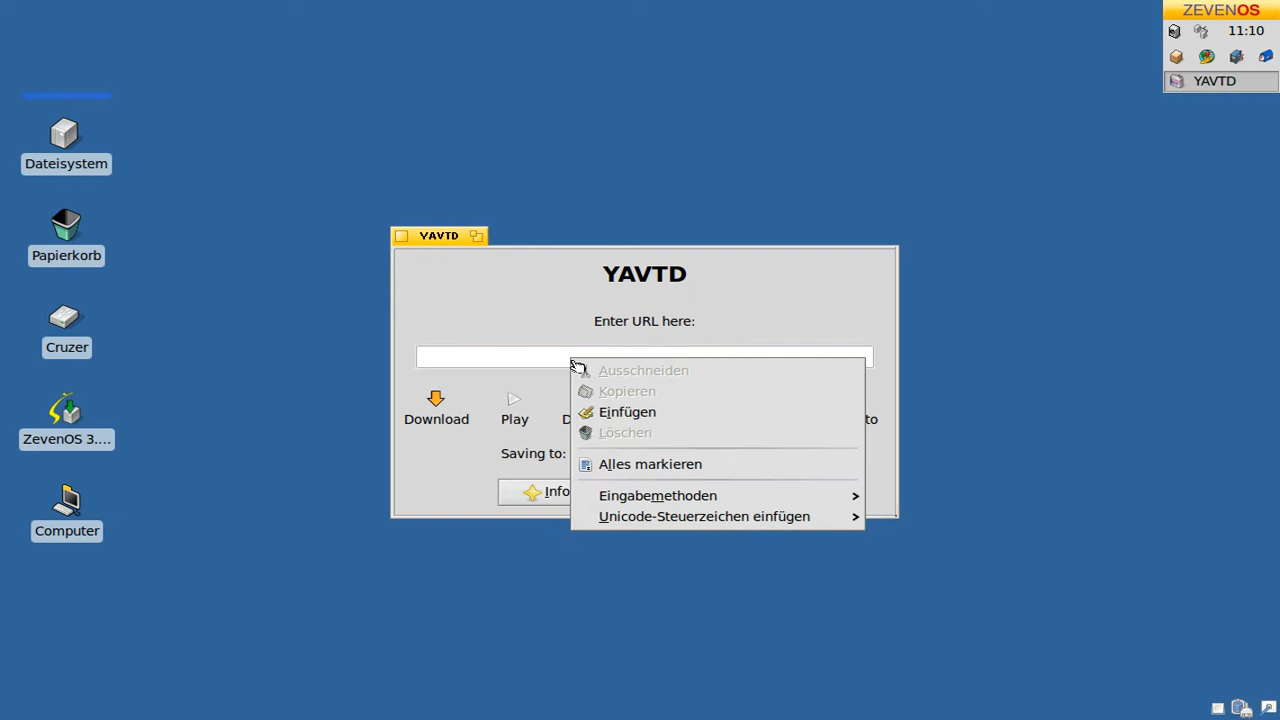 ZEVENOS
11:10
YAVTD
Dateisystem
Papierkorb
Cruzer
ZevenOS 3....
Computer
YAVTD
YAVTD
Enter URL here:
Download
Play
D
to
Saving to:
Info
Ausschneiden
Kopieren
Einfügen
Löschen
Alles markieren
Eingabemethoden
Unicode-Steuerzeichen einfügen